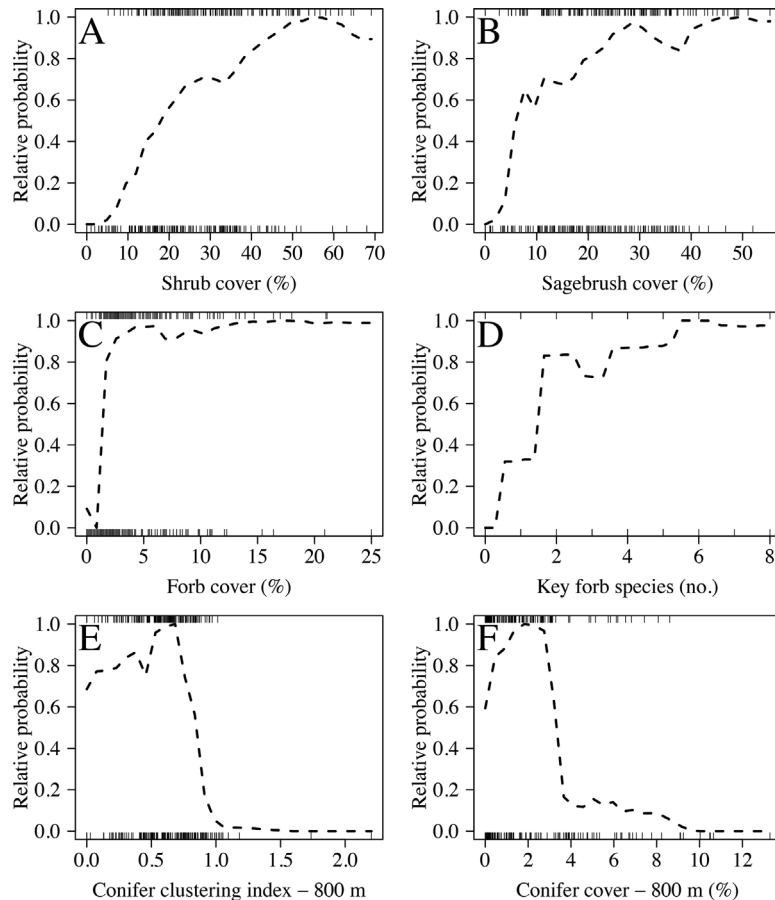 A
Relative probability
1.0
0.8
0.6
0.4
0.2
0.0
0 10 20 30 40 50 60 70
Shrub cover (%)
B
Relative probability
1.0
0.8
0.6
0.4
0.2
0.0
0 10 20 30 40 50
Sagebrush cover (%)
C
Relative probability
1.0
0.8
0.6
0.4
0.2
0.0
0 5 10 15 20 25
Forb cover (%)
D
Relative probability
1.0
0.8
0.6
0.4
0.2
0.0
0 2 4 6 8
Key forb species (no.)
E
Relative probability
1.0
0.8
0.6
0.4
0.2
0.0
0.0 0.5 1.0 1.5 2.0
Conifer clustering index – 800 m
F
Relative probability
1.0
0.8
0.6
0.4
0.2
0.0
0 2 4 6 8 10 12
Conifer cover – 800 m (%)